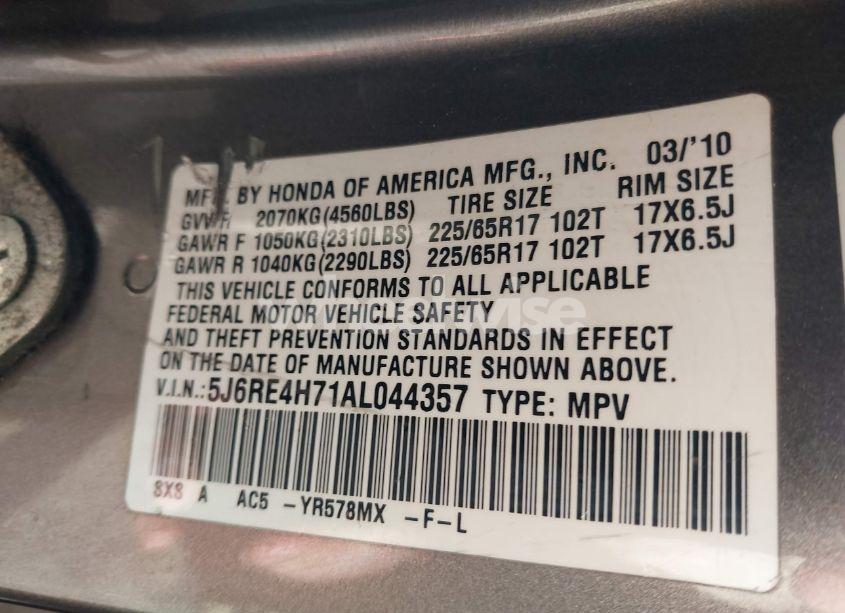 MFD. BY HONDA OF AMERICA MFG., INC. 03/'10
GVWR 2070KG(4560LBS) TIRE SIZE RIM SIZE
GAWR F 1050KG(2310LBS) 225/65R17 102T 17X6.5J
GAWR R 1040KG(2290LBS) 225/65R17 102T 17X6.5J
THIS VEHICLE CONFORMS TO ALL APPLICABLE
FEDERAL MOTOR VEHICLE SAFETY
AND THEFT PREVENTION STANDARDS IN EFFECT
ON THE DATE OF MANUFACTURE SHOWN ABOVE.
V.I.N.:5J6RE4H71AL044357 TYPE: MPV
8X8 A AC5 -YR578MX -F-L